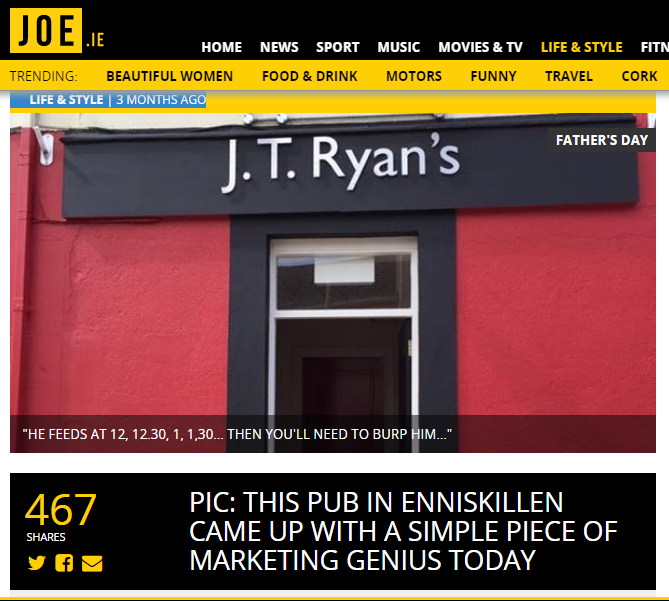 JOE.IE
HOME NEWS SPORT MUSIC MOVIES & TV LIFE & STYLE FITN
TRENDING: BEAUTIFUL WOMEN FOOD & DRINK MOTORS FUNNY TRAVEL CORK
LIFE & STYLE | 3 MONTHS AGO
FATHER'S DAY
J.T. Ryan's
"HE FEEDS AT 12, 12.30, 1, 1,30... THEN YOU'LL NEED TO BURP HIM..."
467
SHARES
PIC: THIS PUB IN ENNISKILLEN
CAME UP WITH A SIMPLE PIECE OF
MARKETING GENIUS TODAY